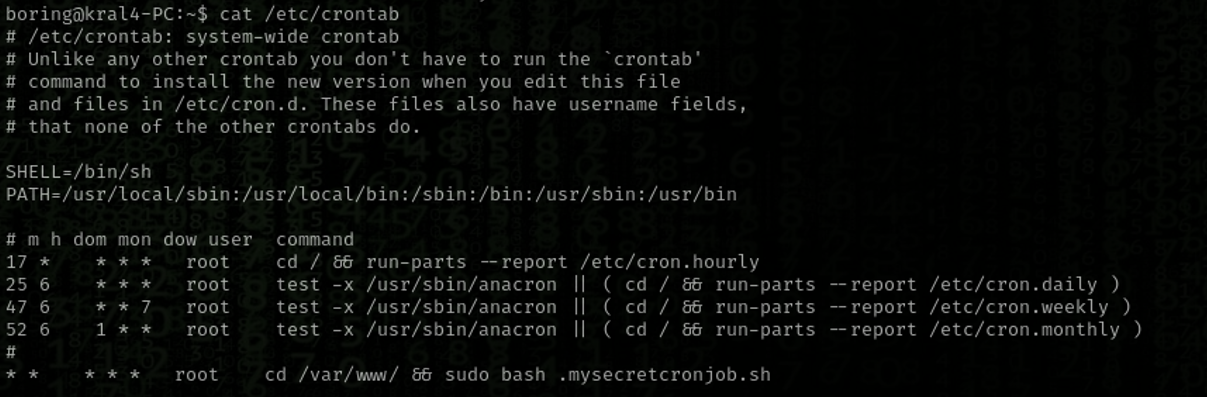 boring@kral4-PC:~$ cat /etc/crontab
# /etc/crontab: system-wide crontab
# Unlike any other crontab you don't have to run the `crontab'
# command to install the new version when you edit this file
# and files in /etc/cron.d. These files also have username fields,
# that none of the other crontabs do.

SHELL=/bin/sh
PATH=/usr/local/sbin:/usr/local/bin:/sbin:/bin:/usr/sbin:/usr/bin

# m h dom mon dow user  command
17 *    * * *   root    cd / && run-parts --report /etc/cron.hourly
25 6    * * *   root    test -x /usr/sbin/anacron || ( cd / && run-parts --report /etc/cron.daily )
47 6    * * 7   root    test -x /usr/sbin/anacron || ( cd / && run-parts --report /etc/cron.weekly )
52 6    1 * *   root    test -x /usr/sbin/anacron || ( cd / && run-parts --report /etc/cron.monthly )
#
* *    * * *   root    cd /var/www/ && sudo bash .mysecretcronjob.sh